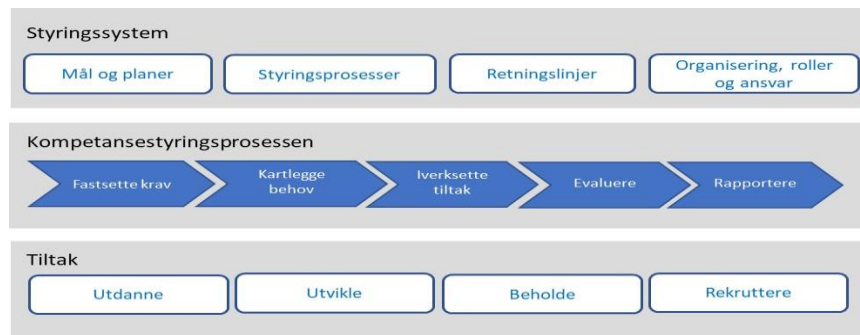 Styringssystem
Mål og planer
Styringsprosesser
Retningslinjer
Organisering, roller
og ansvar
Kompetansestyringsprosessen
Fastsette krav
Kartlegge
behov
Iverksette
tiltak
Evaluere
Rapportere
Tiltak
Utdanne
Utvikle
Beholde
Rekruttere